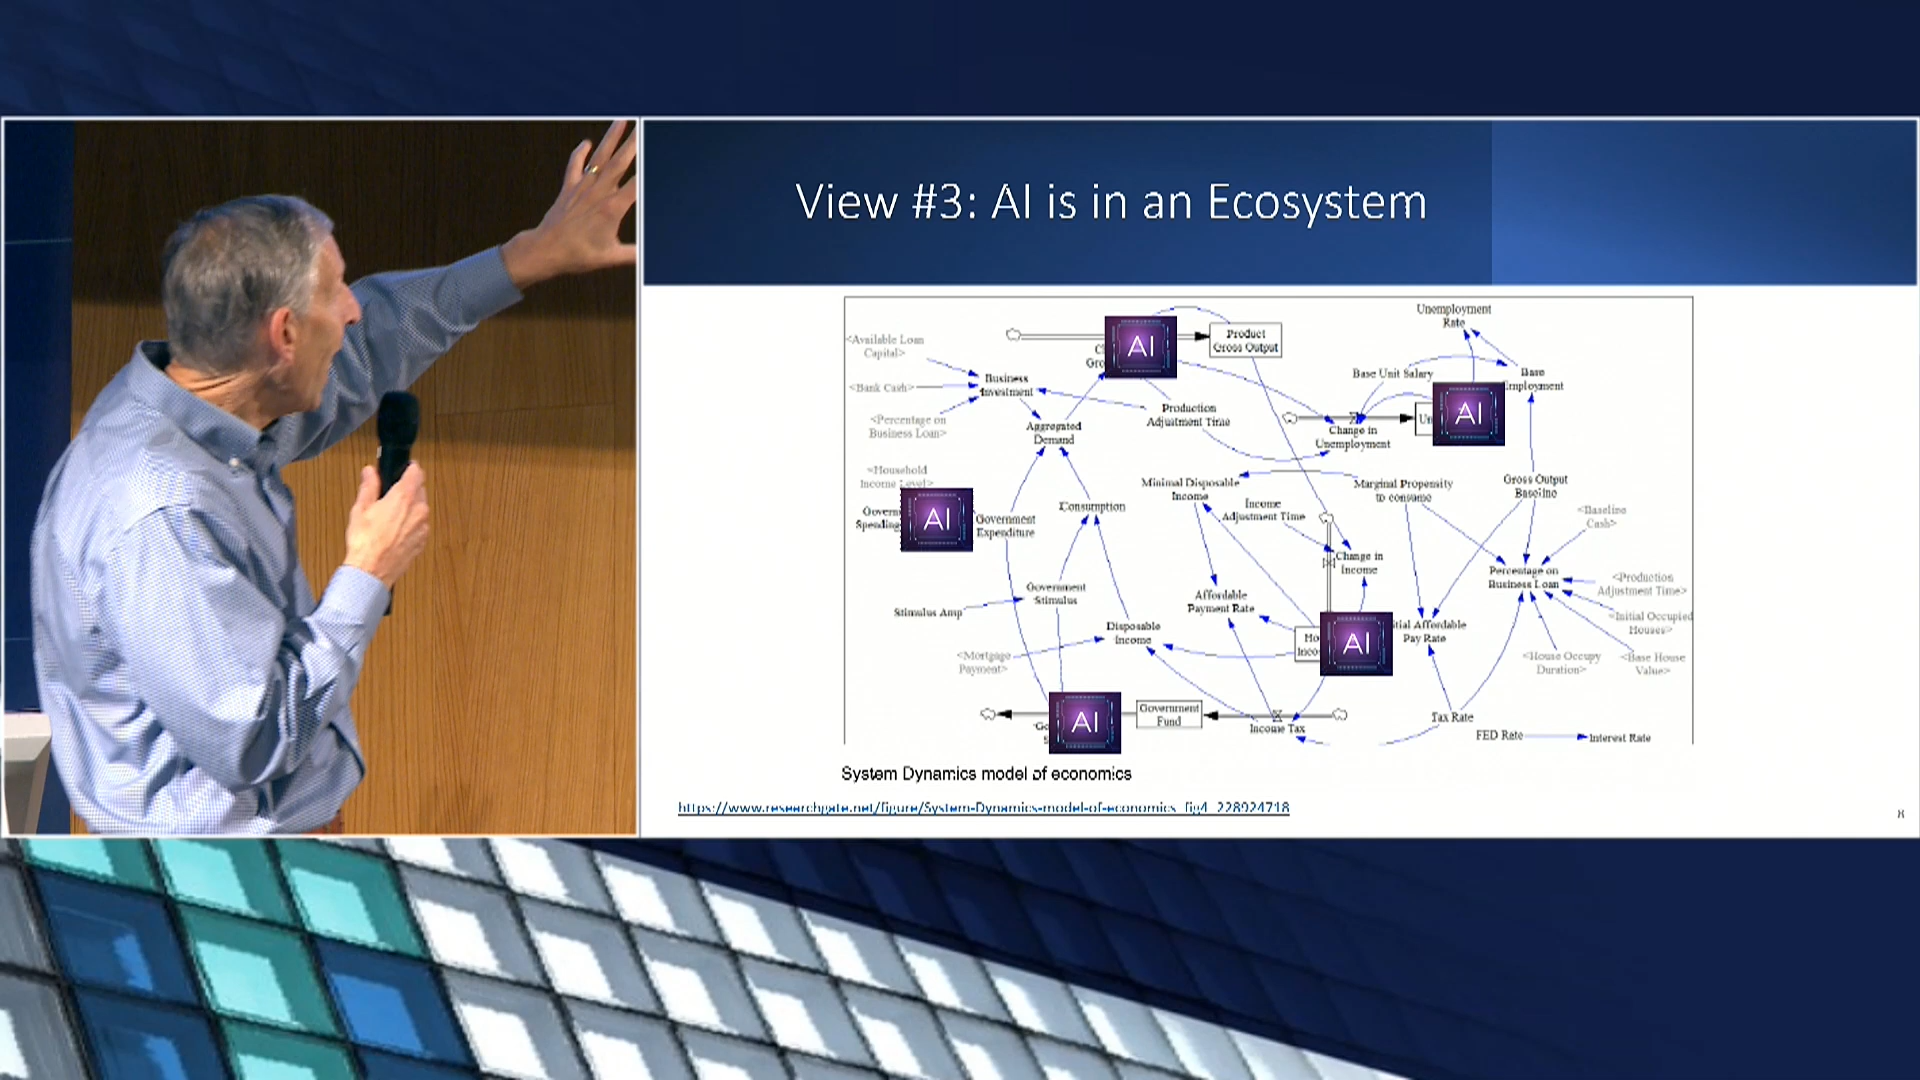 View #3: AI is in an Ecosystem
<Available Loan
Capital>
<Bank Cash>
<Percentage on
Business Loan>
Business
Investment
AI
Product
Gross Output
Production
Adjustment Time
Aggregated
Demand
Unemployment
Rate
Base Unit Salary
Base
Employment
AI
Change in
Unemployment
<Household
Income Level>
AI
Government
Expenditure
Consumption
Minimal Disposable
Income
Income
Adjustment Time
Marginal Propensity
to consume
Gross Output
Baseline
<Baseline
Cash>
Change in
Income
Percentage on
Business Loan
<Production
Adjustment Time>
<Initial Occupied
Houses>
<House Occupy
Duration>
<Base House
Value>
Stimulus Amp
Government
Stimulus
Affordable
Payment Rate
Disposable
Income
<Mortgage
Payment>
AI
Affordable
Pay Rate
AI
Government
Fund
Income Tax
Tax Rate
FED Rate
Interest Rate
System Dynamics model of economics
https://www.researchgate.net/figure/System-Dynamics-model-of-economics_fig4_228924718
8